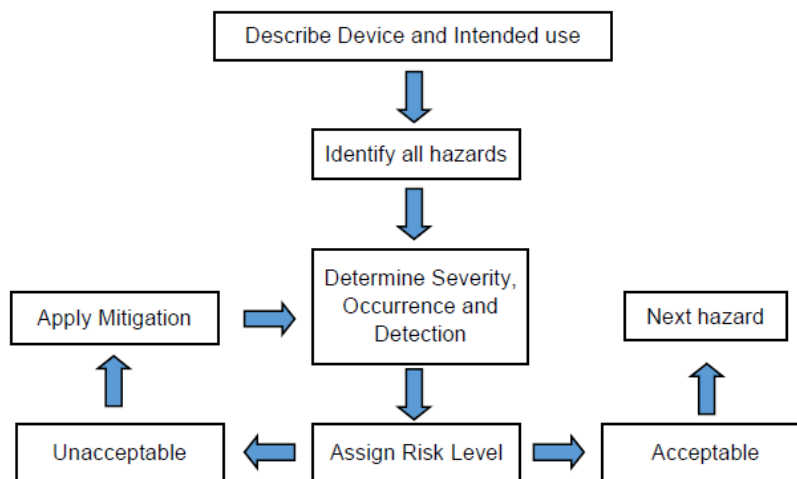 Describe Device and Intended use
Identify all hazards
Determine Severity,
Occurrence and
Detection
Apply Mitigation
Next hazard
Unacceptable
Assign Risk Level
Acceptable